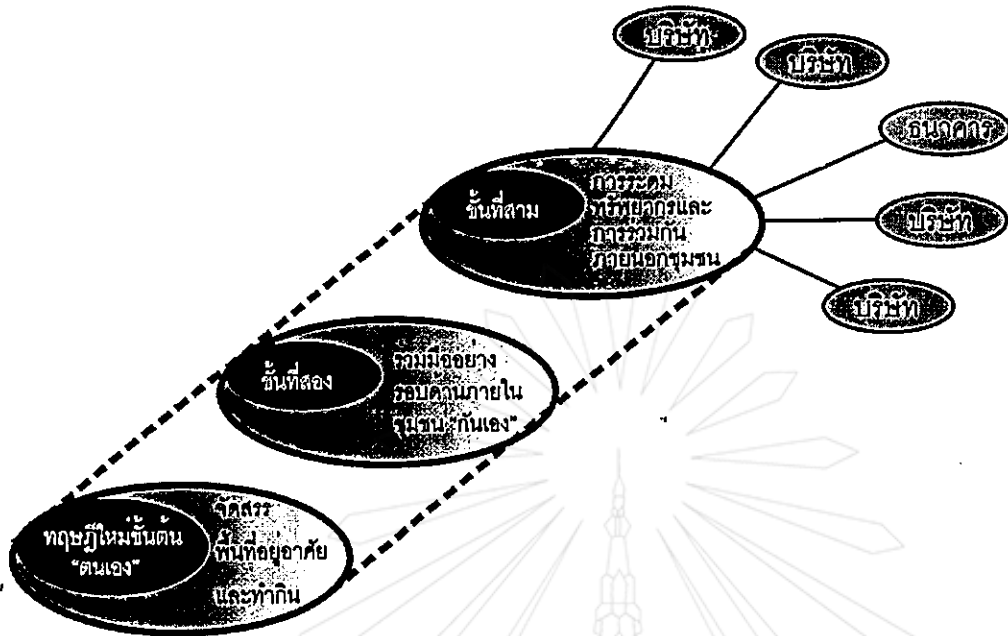 บริษัท
บริษัท
ธนาคาร
บริษัท
บริษัท
ขั้นที่สาม
การระดม
ทรัพยากรและ
การรวมกัน
ภายนอกชุมชน
ขั้นที่สอง
รวมมืออย่าง
รอบดานภายใน
ชุมชน "กันเอง"
ทฤษฎีใหม่ขั้นต้น
"ตนเอง"
จัดสรร
พื้นที่อยูอาศัย
และทำกิน